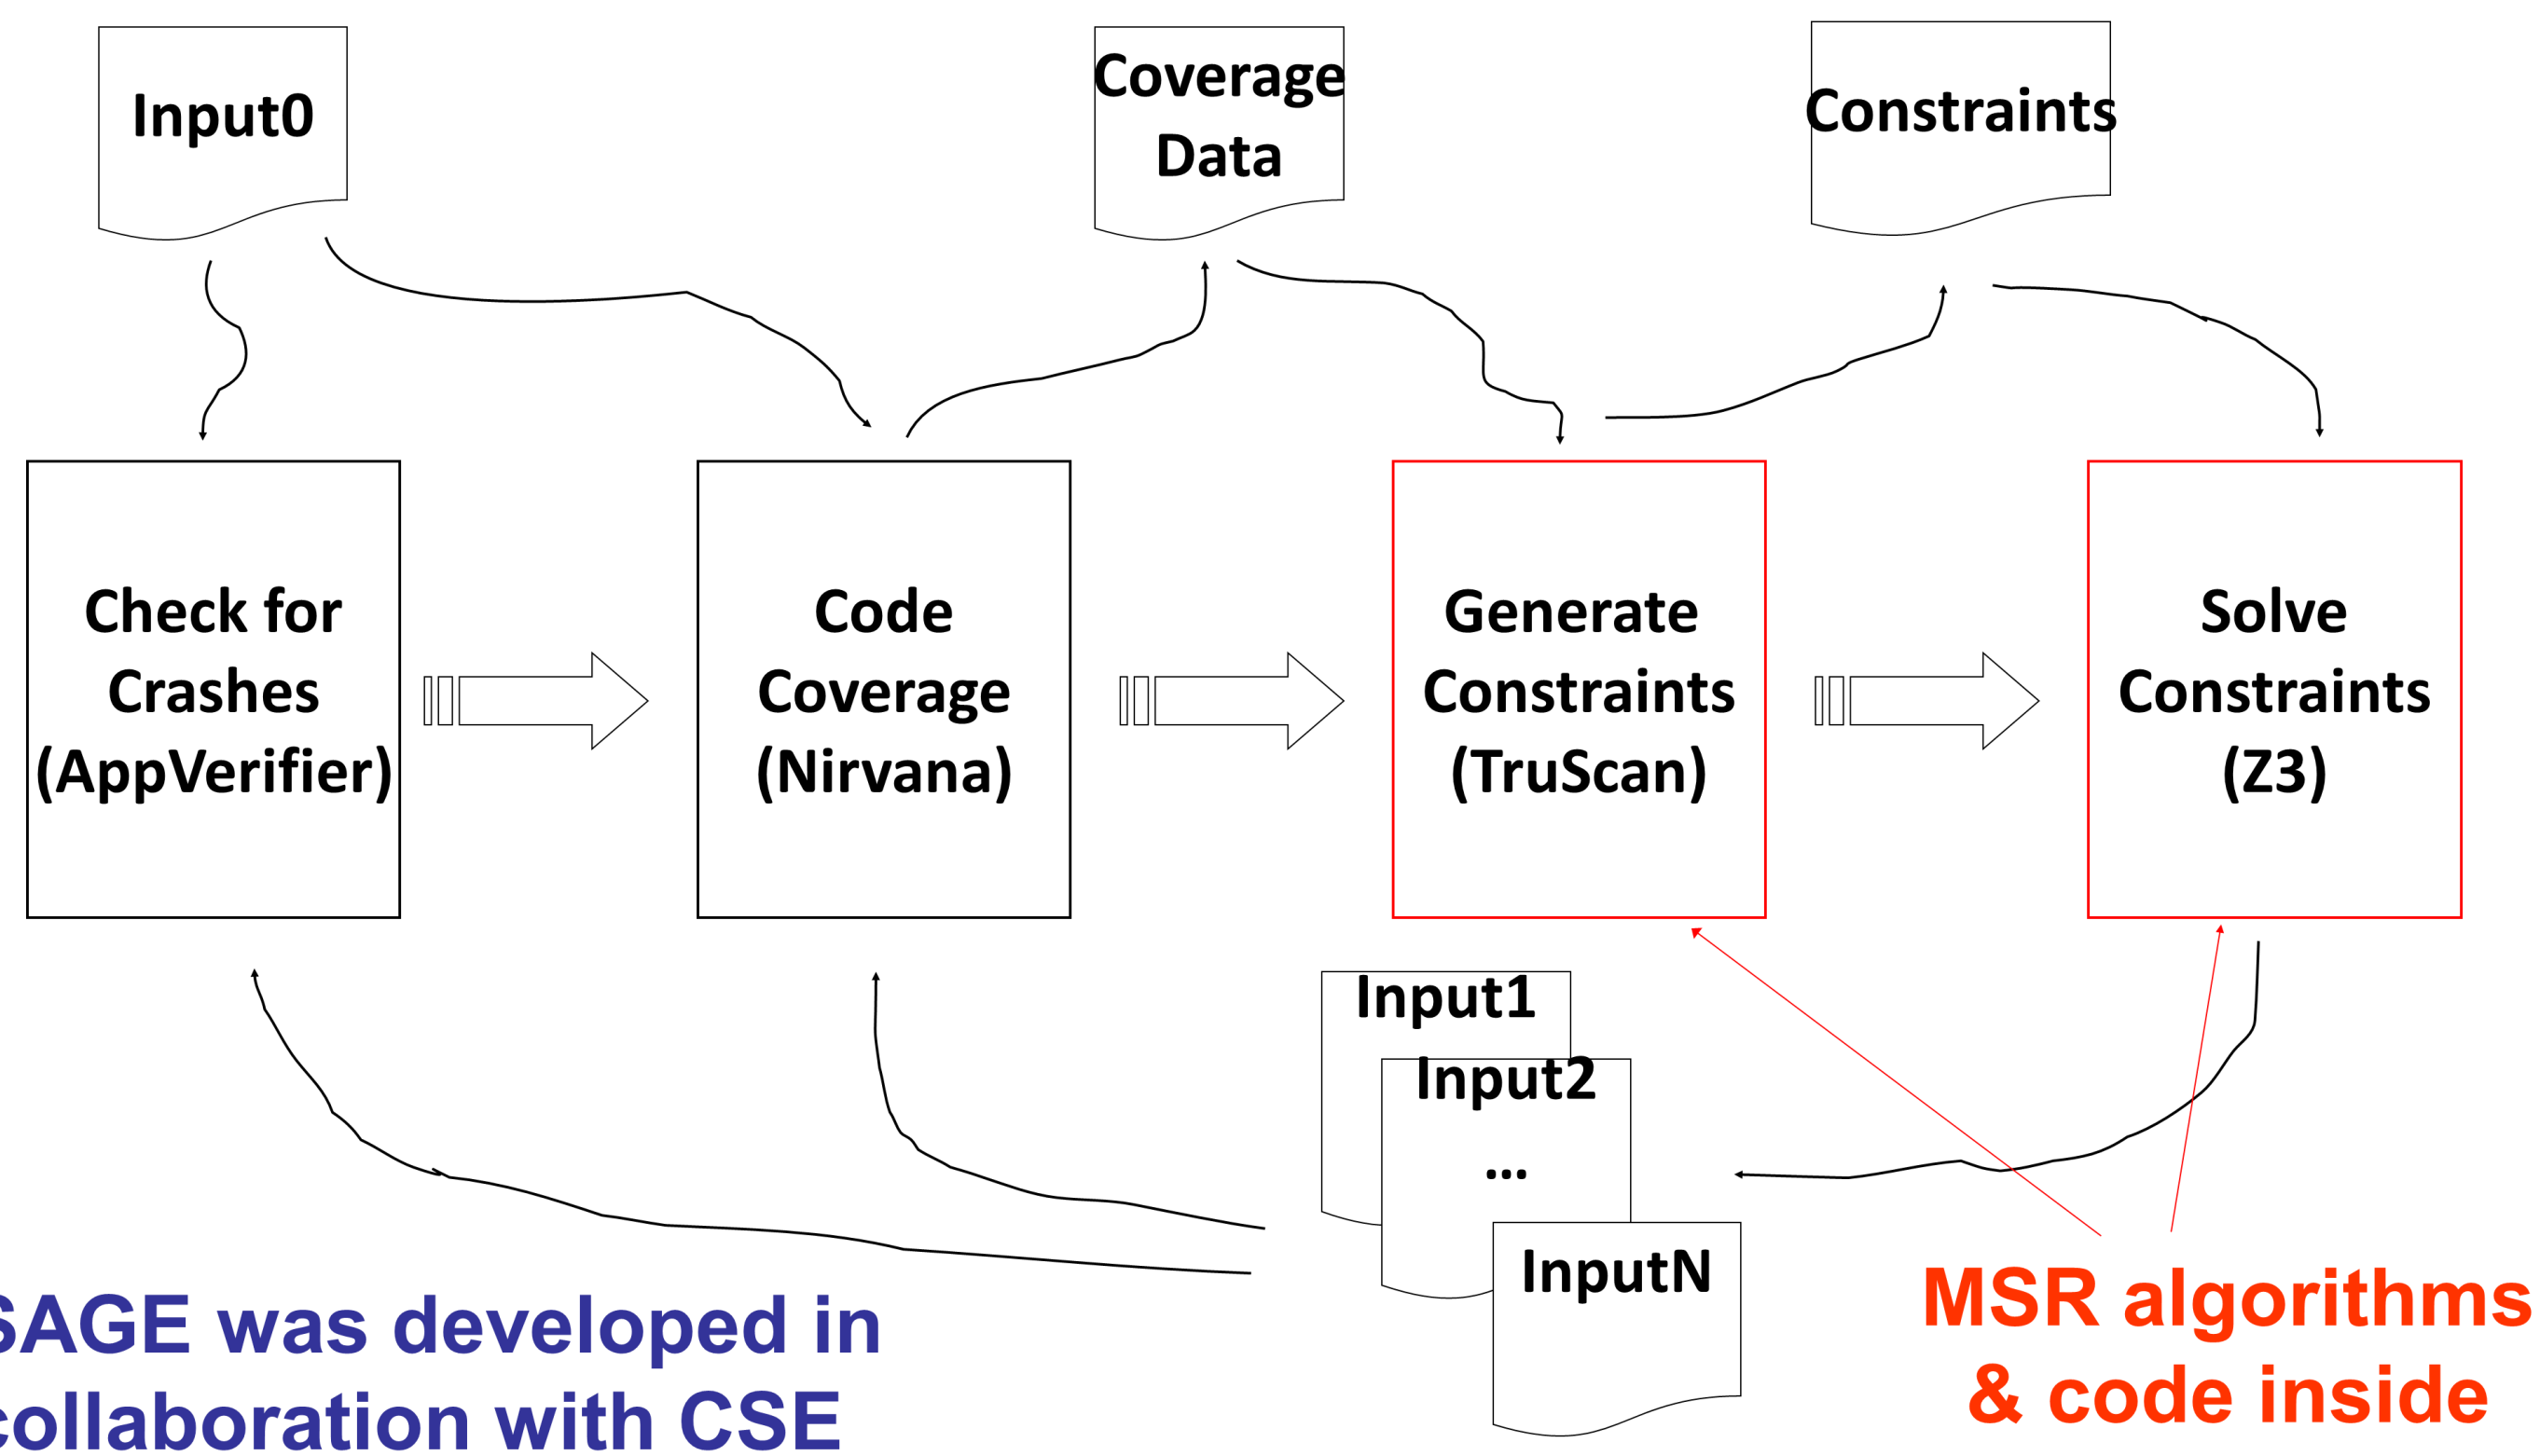 Input0
Coverage
Data
Constraints
Check for
Crashes
(AppVerifier)
Code
Coverage
(Nirvana)
Generate
Constraints
(TruScan)
Solve
Constraints
(Z3)
Input1
Input2
...
InputN
SAGE was developed in
collaboration with CSE
MSR algorithms
& code inside